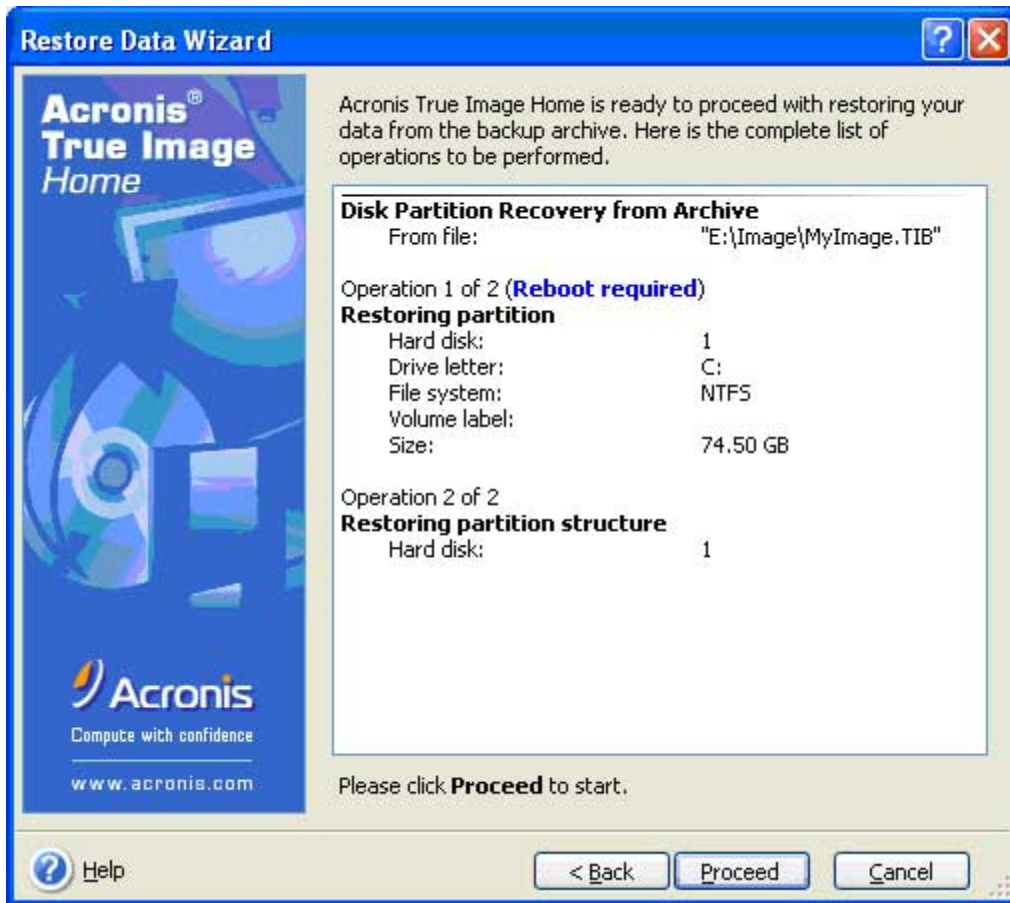 Restore Data Wizard
Acronis®
True Image
Home
Acronis True Image Home is ready to proceed with restoring your
data from the backup archive. Here is the complete list of
operations to be performed.
Disk Partition Recovery from Archive
From file: "E:\Image\MyImage.TIB"
Operation 1 of 2 (Reboot required)
Restoring partition
Hard disk: 1
Drive letter: C:
File system: NTFS
Volume label:
Size: 74.50 GB
Operation 2 of 2
Restoring partition structure
Hard disk: 1
Acronis
Compute with confidence
www.acronis.com
Please click Proceed to start.
Help
< Back
Proceed
Cancel